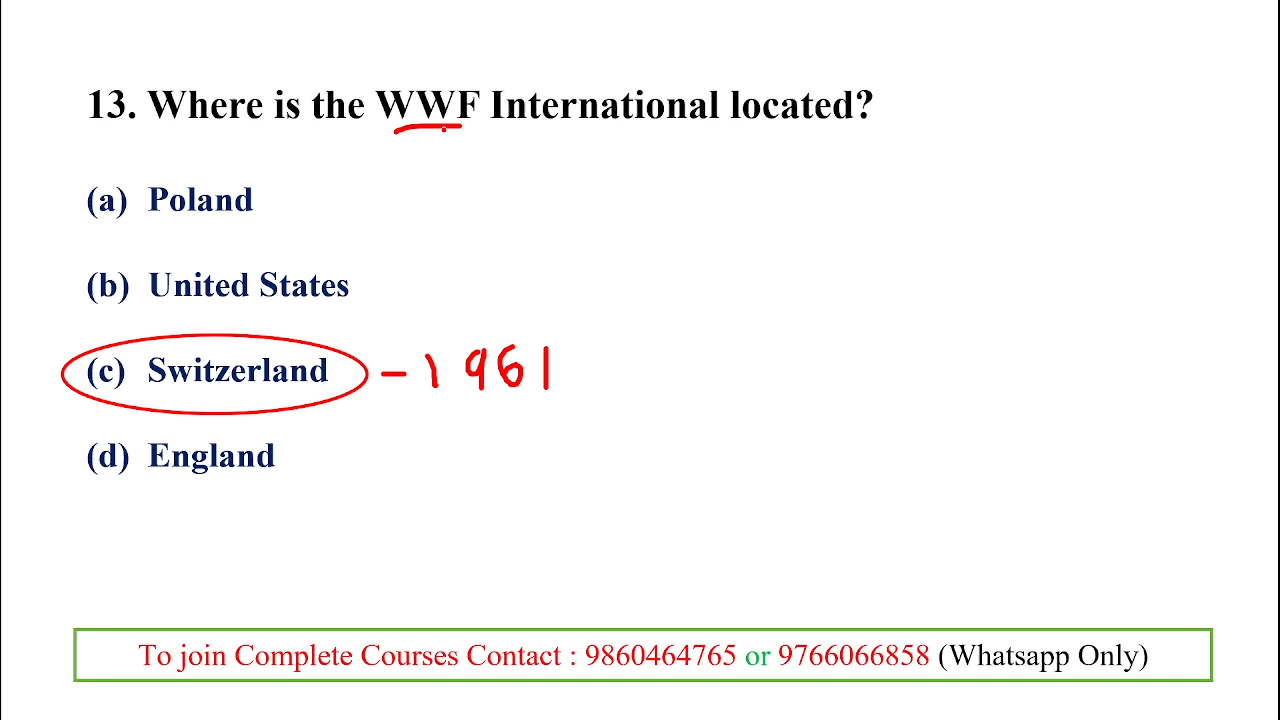 13. Where is the WWF International located?
(a) Poland
(b) United States
(c) Switzerland - 1961
(d) England
To join Complete Courses Contact : 9860464765 or 9766066858 (Whatsapp Only)